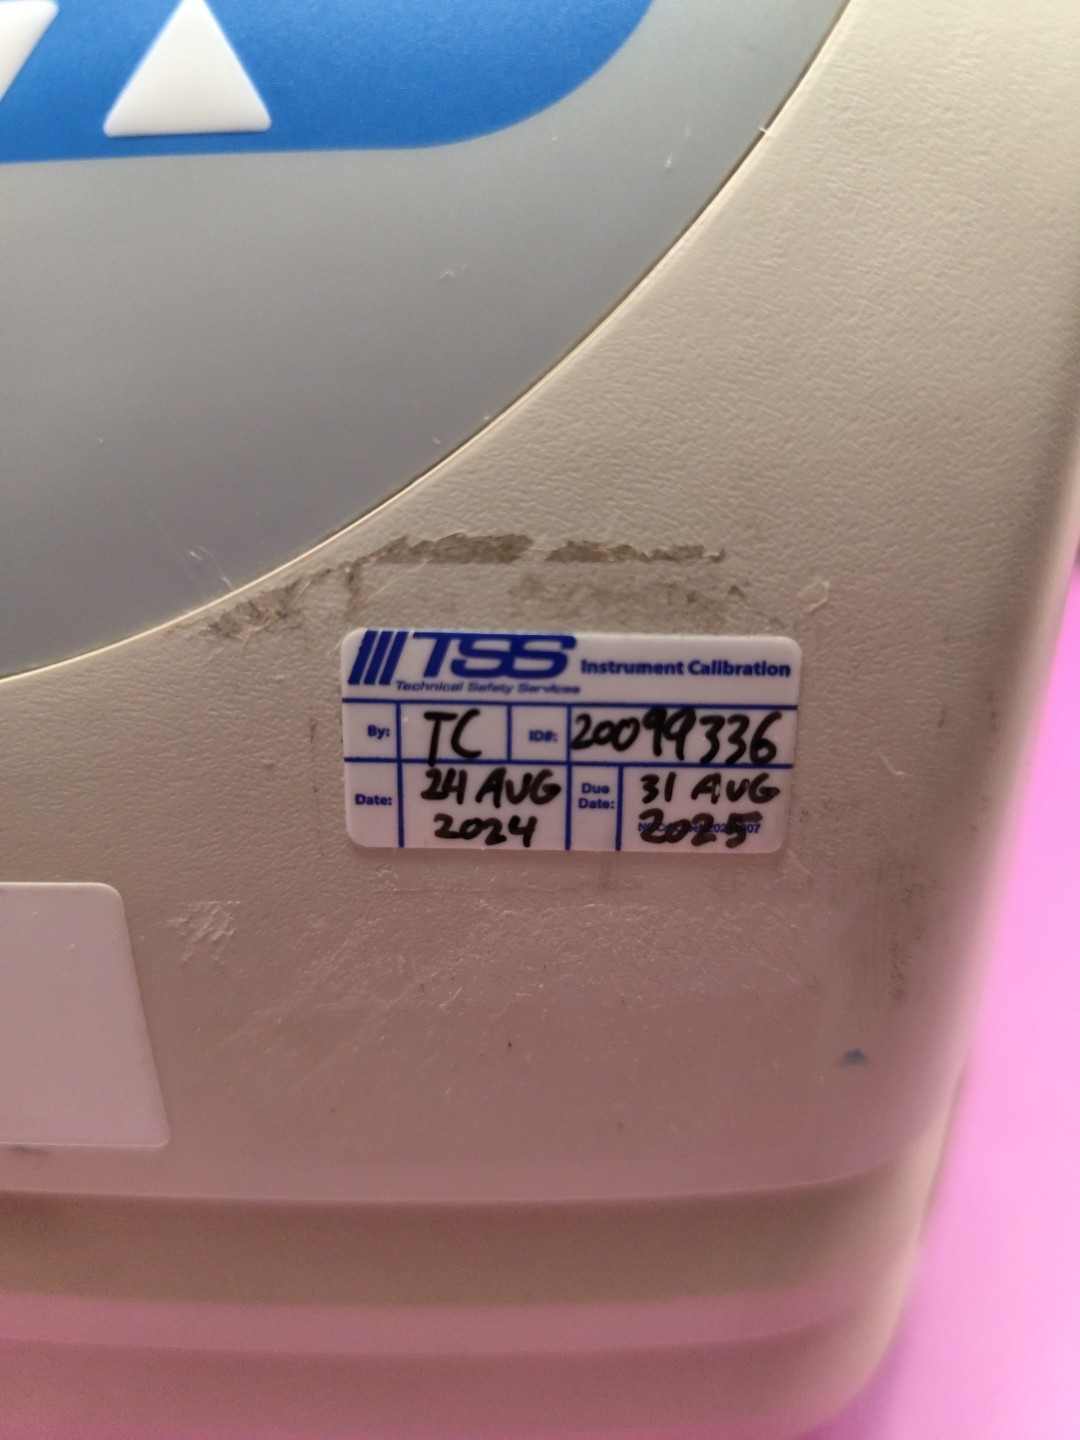 TSS Instrument Calibration
Technical Safety Services
By: TC ID#: 20099336
Date: 24 AUG 2024
Due Date: 31 AUG 2025